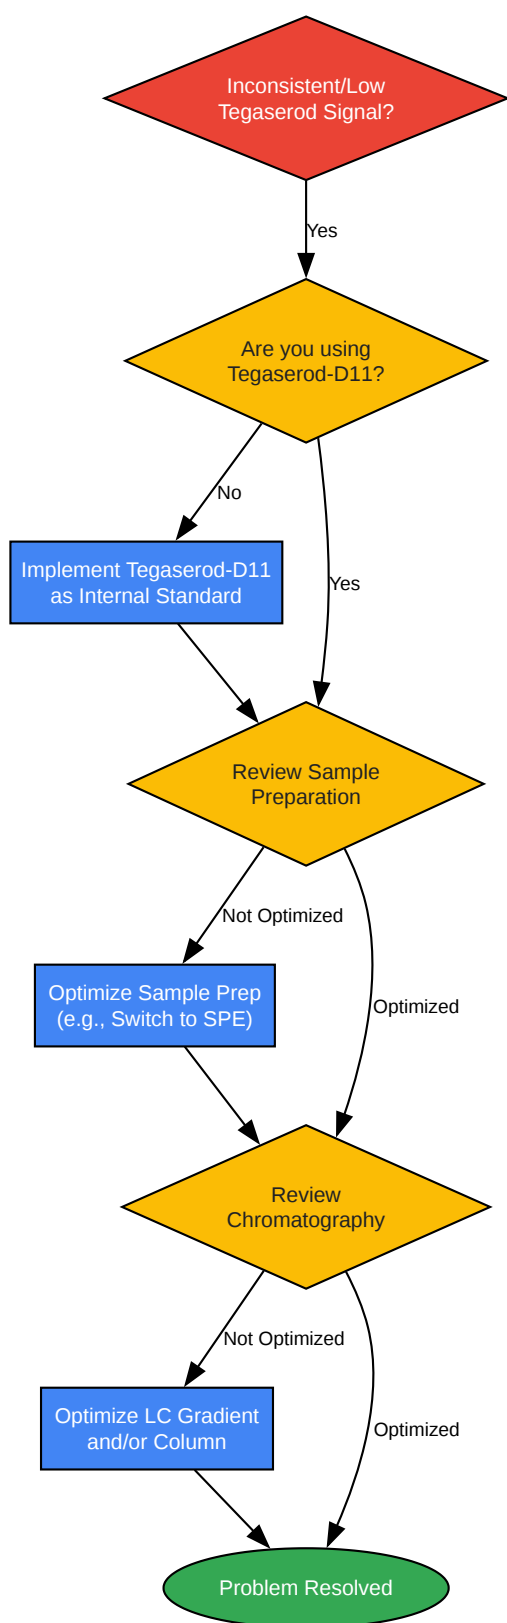 Inconsistent/Low
Tegaserod Signal?
Yes
Are you using
Tegaserod-D11?
No
Implement Tegaserod-D11
as Internal Standard
Yes
Review Sample
Preparation
Not Optimized
Optimize Sample Prep
(e.g., Switch to SPE)
Optimized
Review
Chromatography
Not Optimized
Optimize LC Gradient
and/or Column
Optimized
Problem Resolved